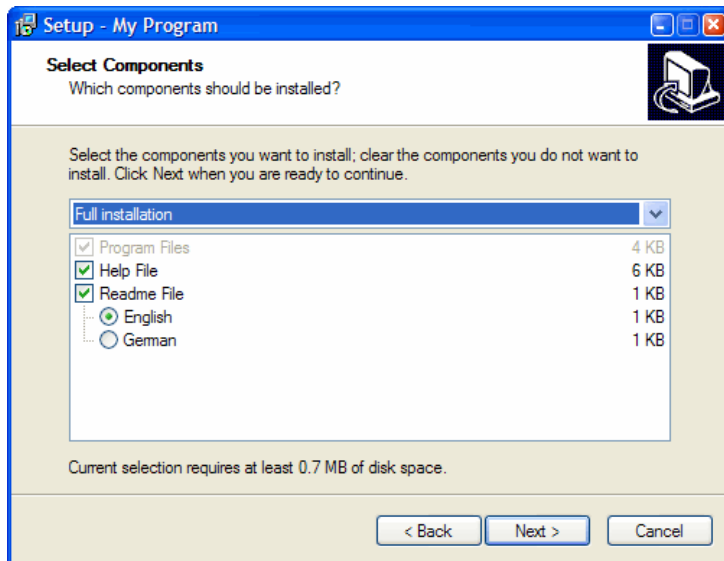 Setup - My Program
Select Components
Which components should be installed?
Select the components you want to install; clear the components you do not want to
install. Click Next when you are ready to continue.
Full installation
Program Files 4 KB
Help File 6 KB
Readme File 1 KB
English 1 KB
German 1 KB
Current selection requires at least 0.7 MB of disk space.
< Back Next > Cancel